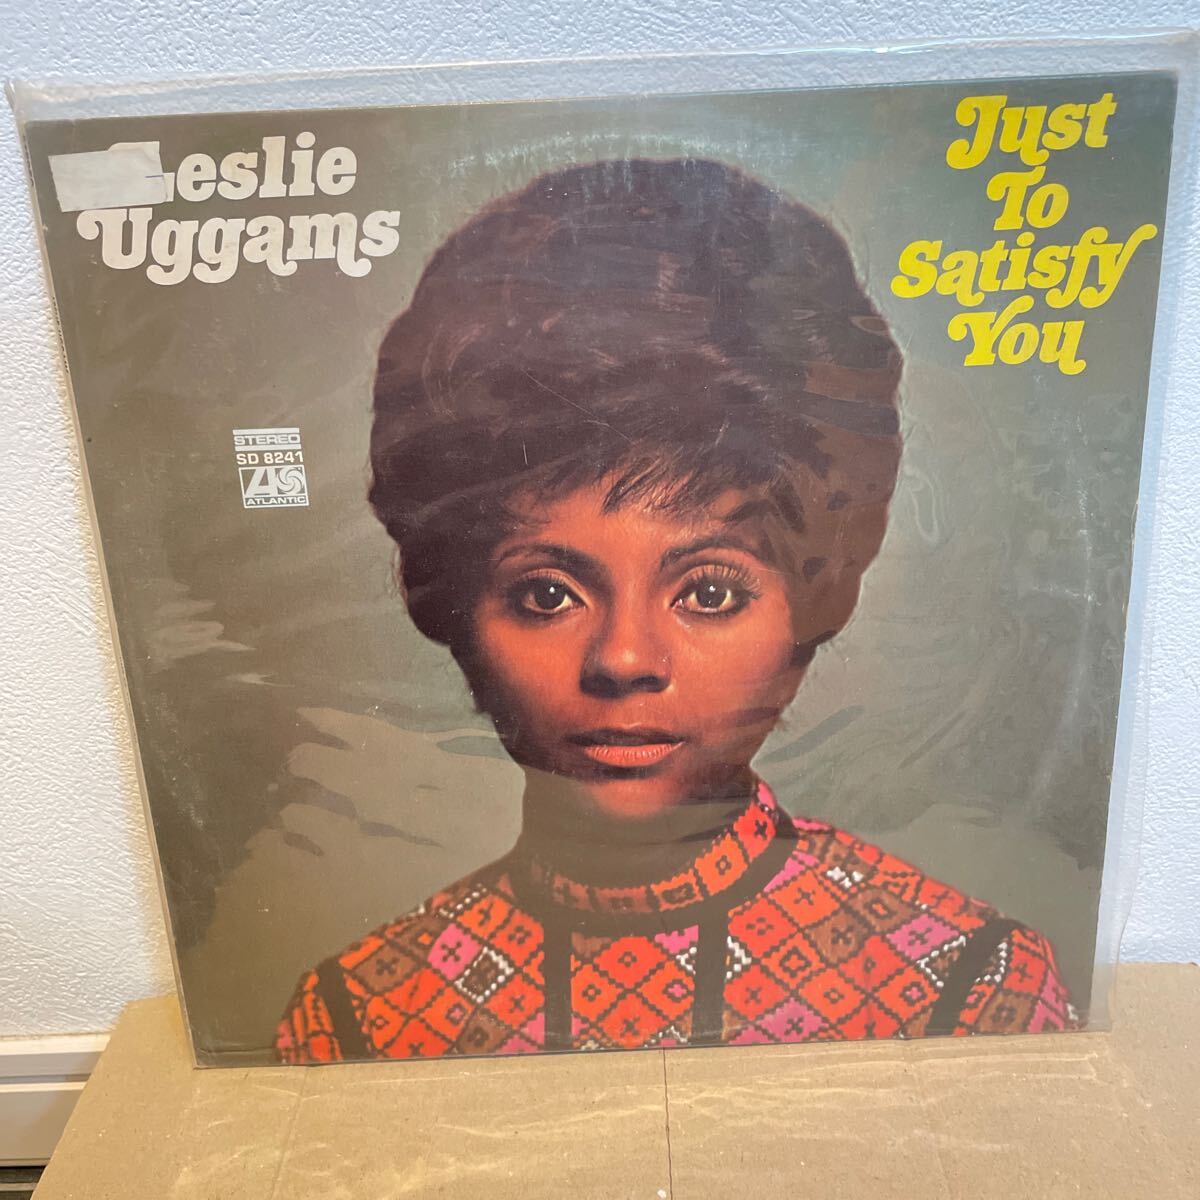 Leslie
Uggams
Just
To
Satisfy
You
STEREO
SD 8241
ATLANTIC